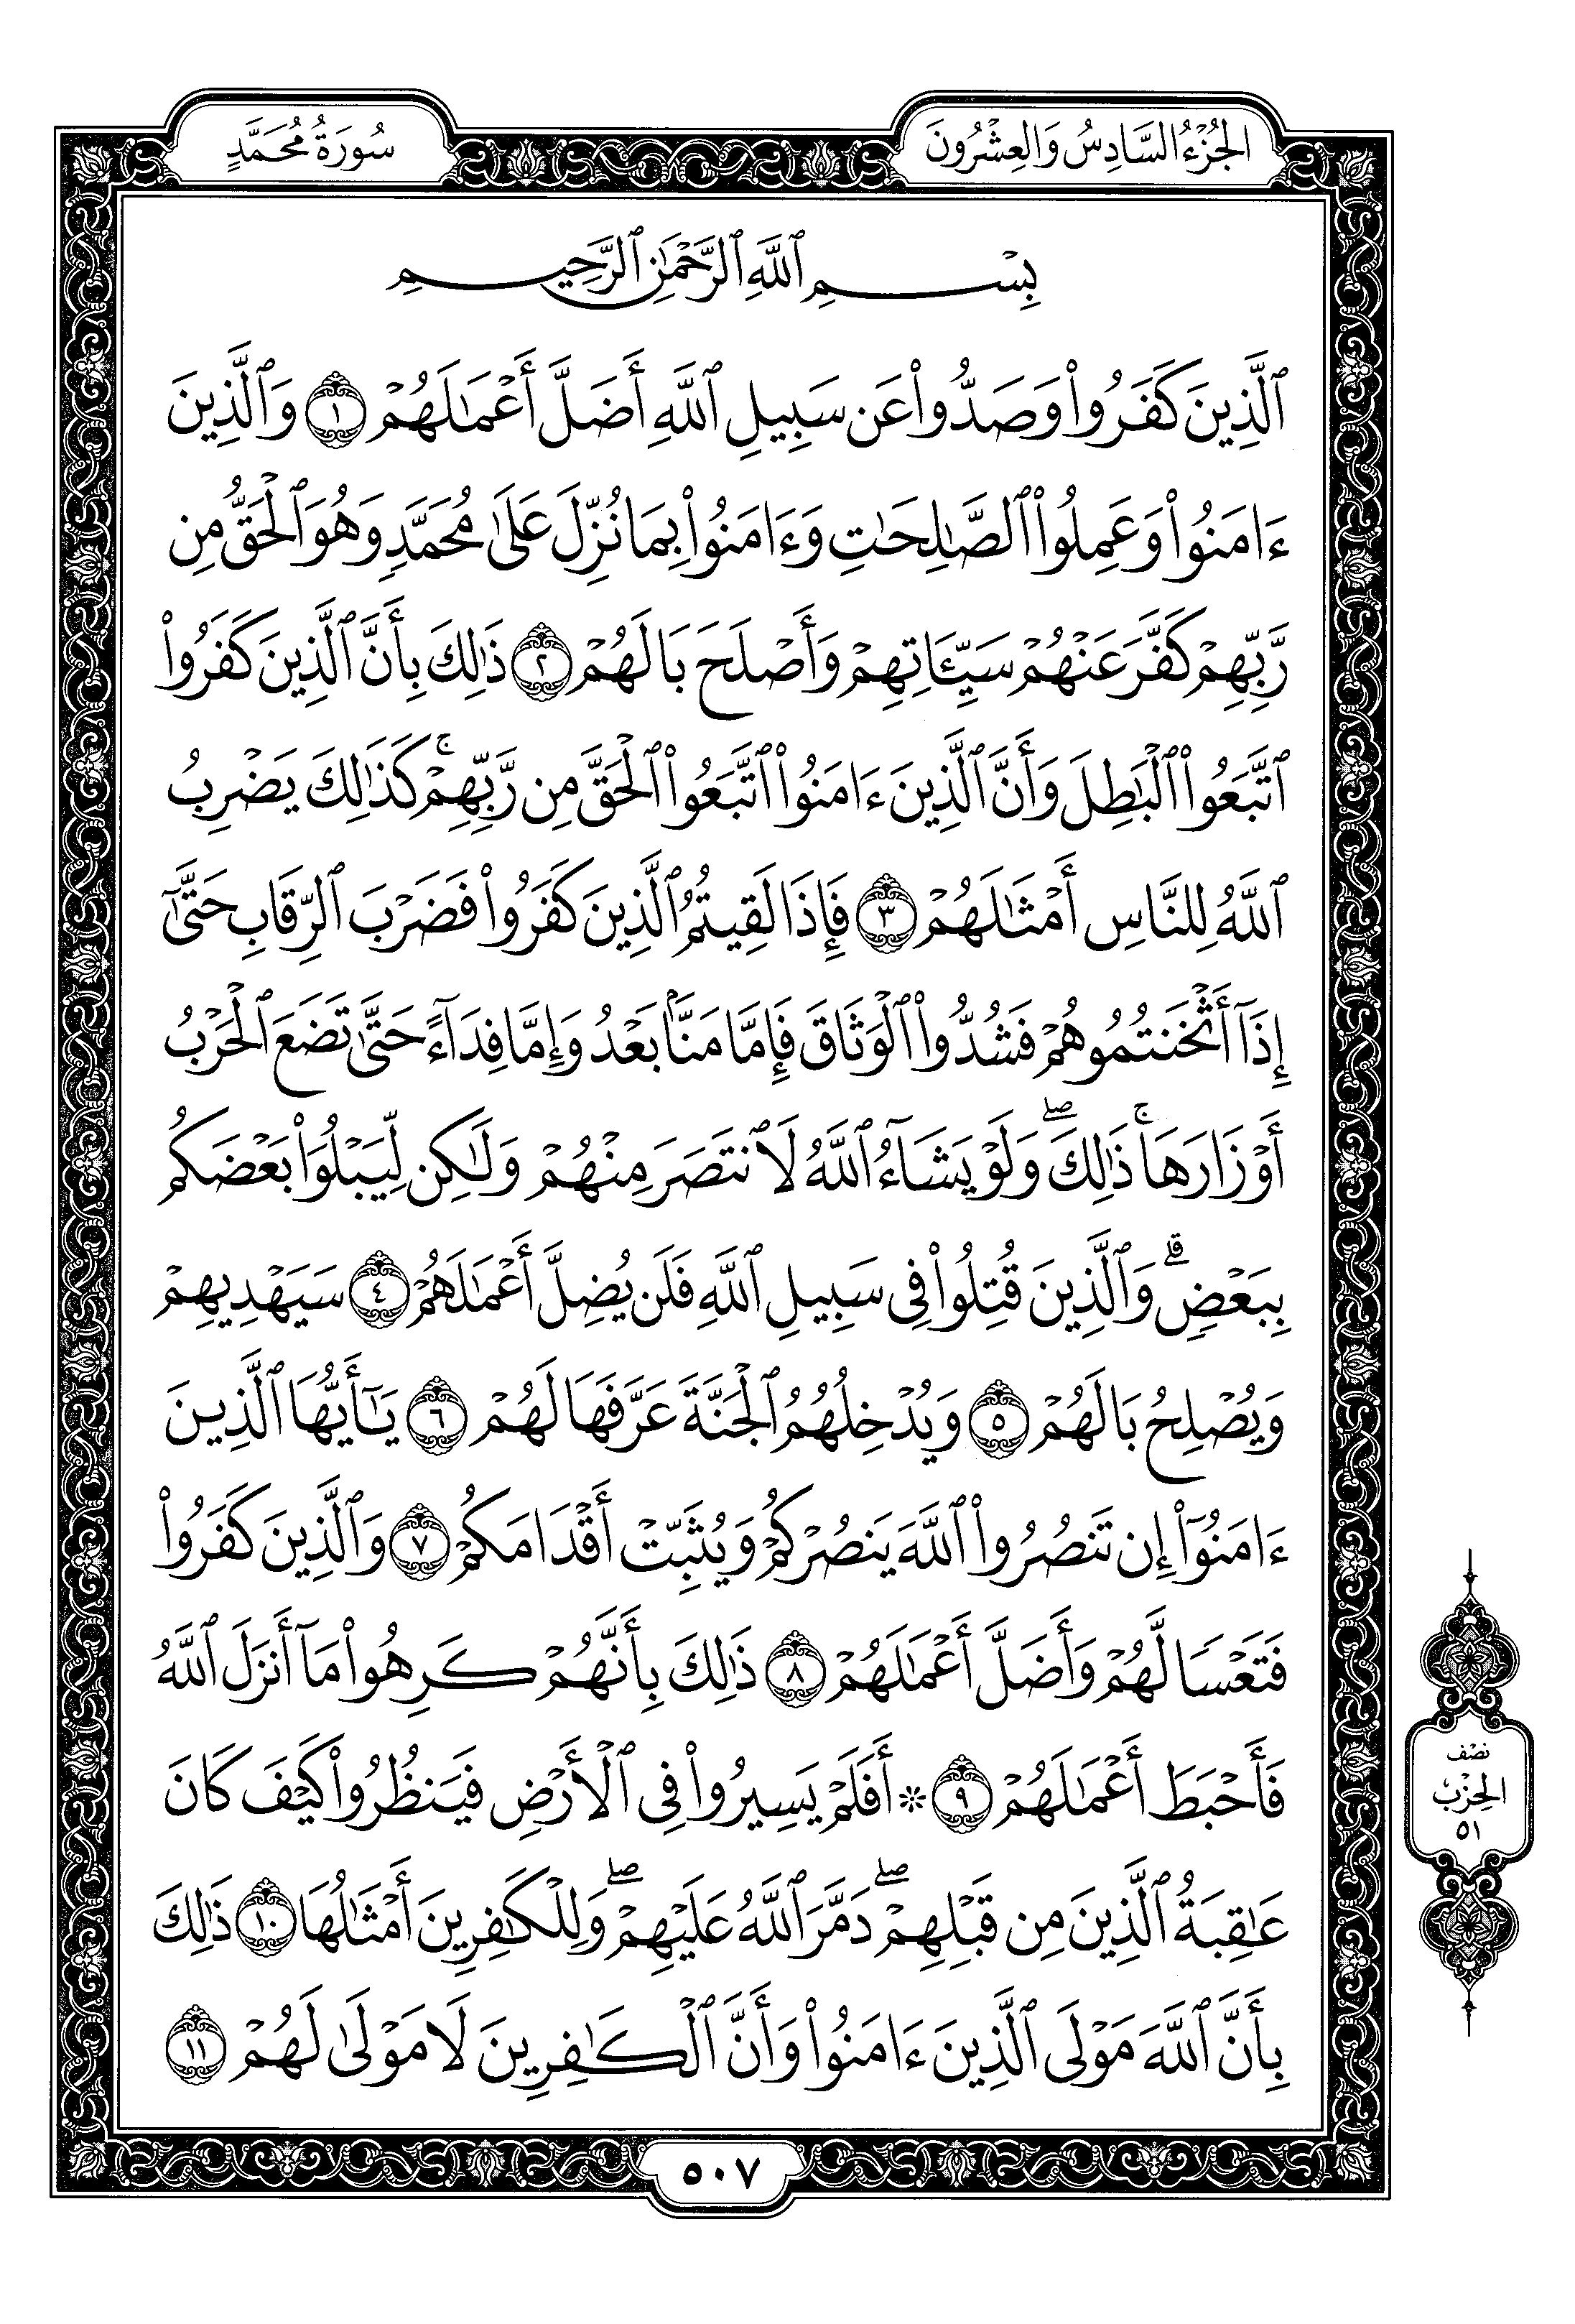 الجُزْءُ السَّادِسُ وَالعِشْرُونَ
سُورَةُ مُحَمَّدٍ
بِسْمِ ٱللَّهِ ٱلرَّحْمَٰنِ ٱلرَّحِيمِ
ٱلَّذِينَ كَفَرُوا۟ وَصَدُّوا۟ عَن سَبِيلِ ٱللَّهِ أَضَلَّ أَعْمَٰلَهُمْ ١ وَٱلَّذِينَ
ءَامَنُوا۟ وَعَمِلُوا۟ ٱلصَّٰلِحَٰتِ وَءَامَنُوا۟ بِمَا نُزِّلَ عَلَىٰ مُحَمَّدٍ وَهُوَ ٱلْحَقُّ مِن
رَّبِّهِمْ كَفَّرَ عَنْهُمْ سَيِّـَٔاتِهِمْ وَأَصْلَحَ بَالَهُمْ ٢ ذَٰلِكَ بِأَنَّ ٱلَّذِينَ كَفَرُوا۟
ٱتَّبَعُوا۟ ٱلْبَٰطِلَ وَأَنَّ ٱلَّذِينَ ءَامَنُوا۟ ٱتَّبَعُوا۟ ٱلْحَقَّ مِن رَّبِّهِمْ ۚ كَذَٰلِكَ يَضْرِبُ
ٱللَّهُ لِلنَّاسِ أَمْثَٰلَهُمْ ٣ فَإِذَا لَقِيتُمُ ٱلَّذِينَ كَفَرُوا۟ فَضَرْبَ ٱلرِّقَابِ حَتَّىٰٓ
إِذَآ أَثْخَنتُمُوهُمْ فَشُدُّوا۟ ٱلْوَثَاقَ فَإِمَّا مَنًّۢا بَعْدُ وَإِمَّا فِدَآءً حَتَّىٰ تَضَعَ ٱلْحَرْبُ
أَوْزَارَهَا ۚ ذَٰلِكَ ۖ وَلَوْ يَشَآءُ ٱللَّهُ لَٱنتَصَرَ مِنْهُمْ وَلَٰكِن لِّيَبْلُوَا۟ بَعْضَكُم
بِبَعْضٍ ۗ وَٱلَّذِينَ قُتِلُوا۟ فِى سَبِيلِ ٱللَّهِ فَلَن يُضِلَّ أَعْمَٰلَهُمْ ٤ سَيَهْدِيهِمْ
وَيُصْلِحُ بَالَهُمْ ٥ وَيُدْخِلُهُمُ ٱلْجَنَّةَ عَرَّفَهَا لَهُمْ ٦ يَٰٓأَيُّهَا ٱلَّذِينَ
ءَامَنُوٓا۟ إِن تَنصُرُوا۟ ٱللَّهَ يَنصُرْكُمْ وَيُثَبِّتْ أَقْدَامَكُمْ ٧ وَٱلَّذِينَ كَفَرُوا۟
فَتَعْسًا لَّهُمْ وَأَضَلَّ أَعْمَٰلَهُمْ ٨ ذَٰلِكَ بِأَنَّهُمْ كَرِهُوا۟ مَآ أَنزَلَ ٱللَّهُ
فَأَحْبَطَ أَعْمَٰلَهُمْ ٩ * أَفَلَمْ يَسِيرُوا۟ فِى ٱلْأَرْضِ فَيَنظُرُوا۟ كَيْفَ كَانَ
عَٰقِبَةُ ٱلَّذِينَ مِن قَبْلِهِمْ ۖ دَمَّرَ ٱللَّهُ عَلَيْهِمْ ۖ وَلِلْكَٰفِرِينَ أَمْثَٰلُهَا ١٠ ذَٰلِكَ
بِأَنَّ ٱللَّهَ مَوْلَى ٱلَّذِينَ ءَامَنُوا۟ وَأَنَّ ٱلْكَٰفِرِينَ لَا مَوْلَىٰ لَهُمْ ١١
نصف
الحِزْب
٥١
٥٠٧